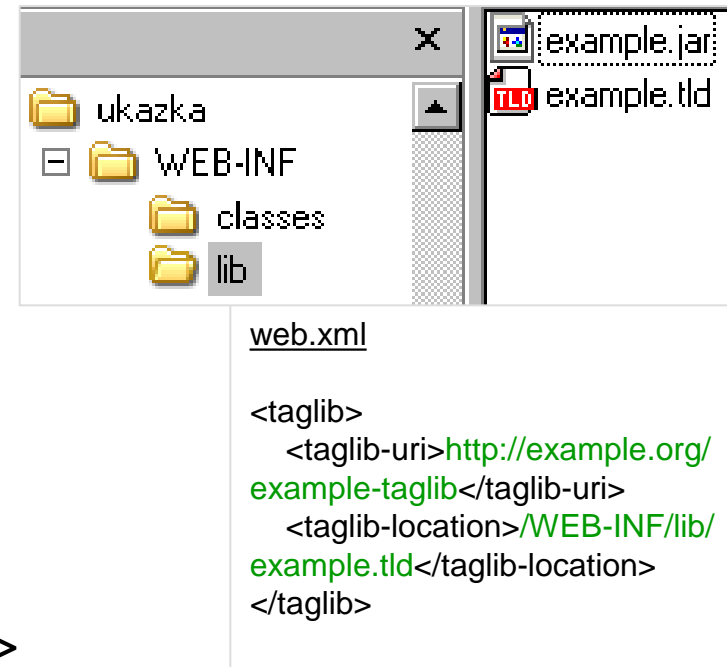 ukazka
WEB-INF
classes
lib
example.jar
TLD
example.tld
web.xml
<taglib>
<taglib-uri>http://example.org/
example-taglib</taglib-uri>
<taglib-location>/WEB-INF/lib/
example.tld</taglib-location>
</taglib>
>